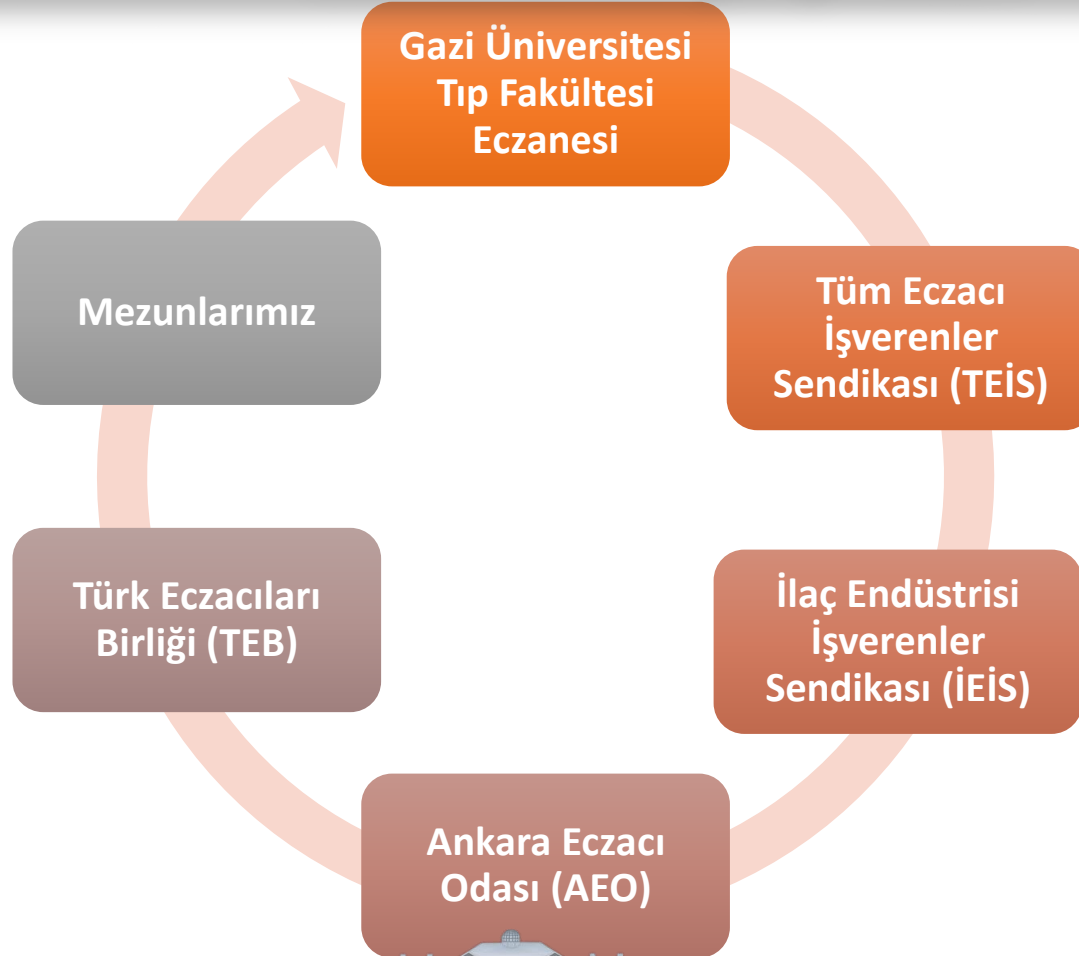 Gazi Üniversitesi
Tıp Fakültesi
Eczanesi
Tüm Eczacı
İşverenler
Sendikası (TEİS)
İlaç Endüstrisi
İşverenler
Sendikası (İEİS)
Ankara Eczacı
Odası (AEO)
Türk Eczacıları
Birliği (TEB)
Mezunlarımız